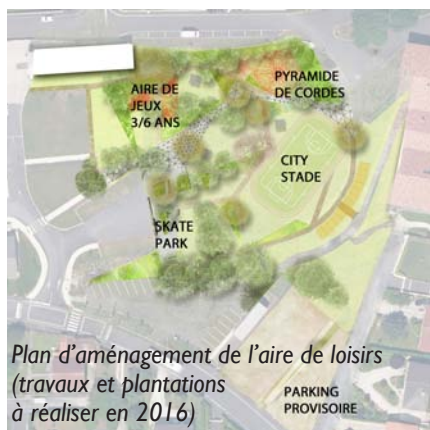 AIRE DE
JEUX
3/6 ANS
PYRAMIDE
DE CORDES
CITY
STADE
SKATE
PARK
Plan d’aménagement de l’aire de loisirs
(travaux et plantations
à réaliser en 2016)
PARKING
PROVISOIRE